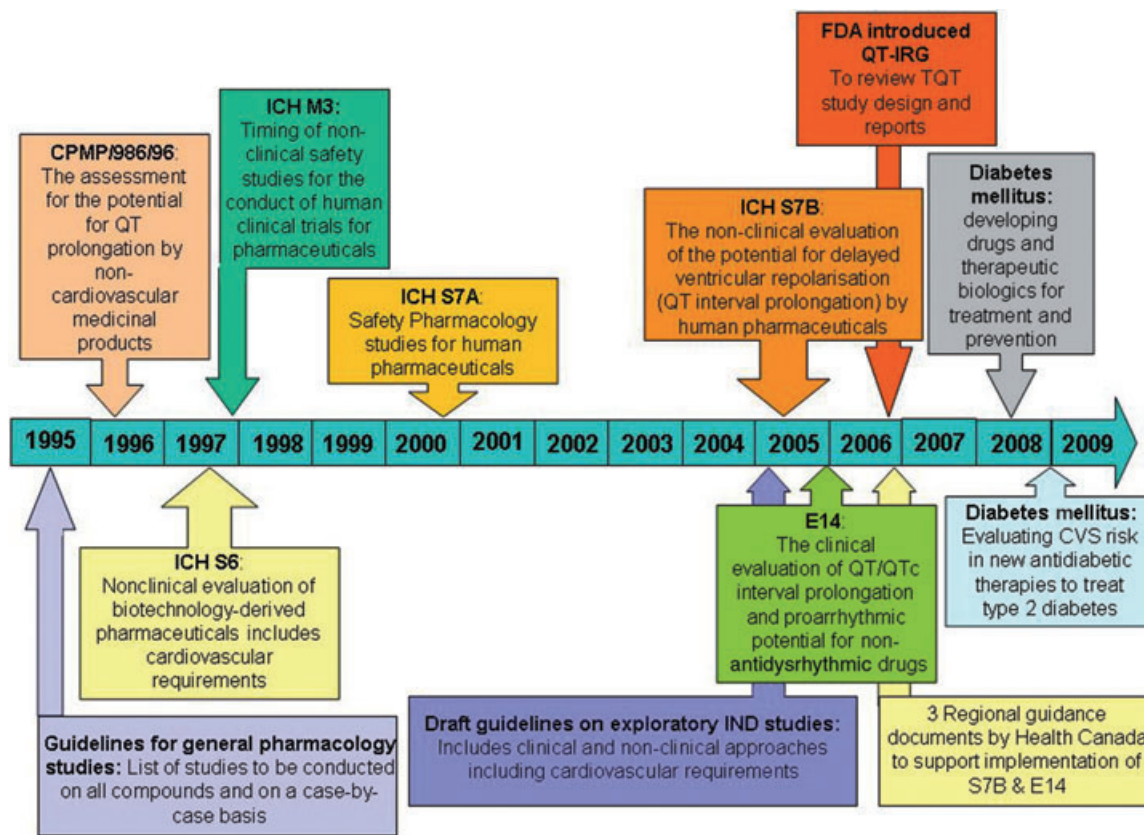 FDA introduced
QT-IRG
To review TQT
study design and
reports
ICH M3:
Timing of non-
clinical safety
studies for the
conduct of human
clinical trials for
pharmaceuticals
CPMP/986/96:
The assessment
for the potential
for QT
prolongation by
non-
cardiovascular
medicinal
products
ICH S7A:
Safety Pharmacology
studies for human
pharmaceuticals
ICH S7B:
The non-clinical evaluation
of the potential for delayed
ventricular repolarisation
(QT interval prolongation) by
human pharmaceuticals
Diabetes
mellitus:
developing
drugs and
therapeutic
biologics for
treatment and
prevention
1995 1996 1997 1998 1999 2000 2001 2002 2003 2004 2005 2006 2007 2008 2009
ICH S6:
Nonclinical evaluation of
biotechnology-derived
pharmaceuticals includes
cardiovascular
requirements
E14:
The clinical
evaluation of QT/QTc
interval prolongation
and proarrhythmic
potential for non-
antidysrhythmic drugs
Diabetes mellitus:
Evaluating CVS risk
in new antidiabetic
therapies to treat
type 2 diabetes
Guidelines for general pharmacology
studies: List of studies to be conducted
on all compounds and on a case-by-
case basis
Draft guidelines on exploratory IND studies:
Includes clinical and non-clinical approaches
including cardiovascular requirements
3 Regional guidance
documents by Health Canada
to support implementation of
S7B & E14